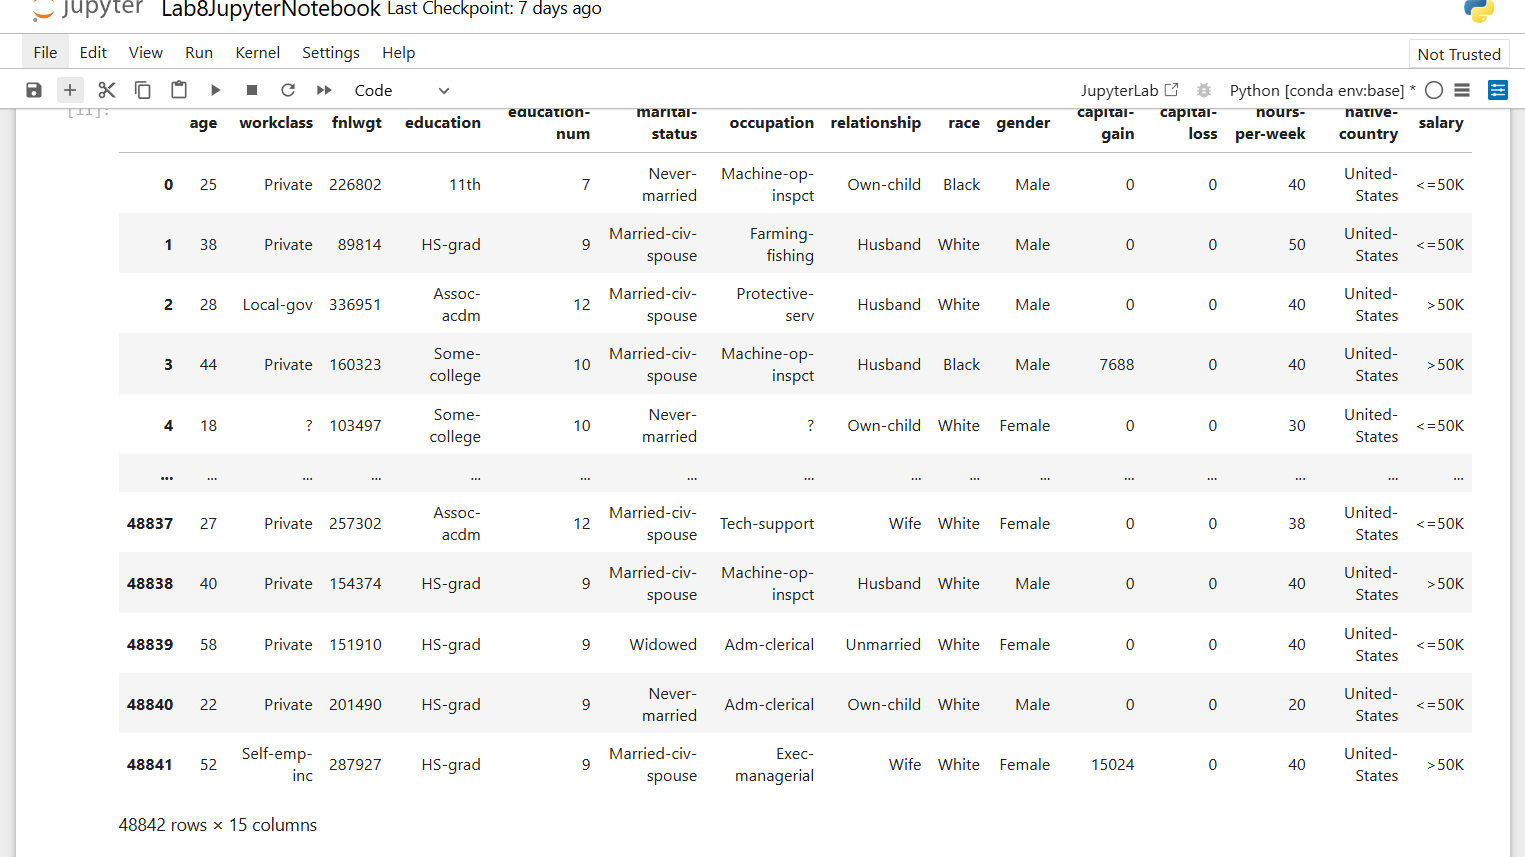 jupyter Lab8JupyterNotebook Last Checkpoint: 7 days ago
File Edit View Run Kernel Settings Help Not Trusted
Code JupyterLab Python [conda env:base] *
[11]:
age workclass fnlwgt education education-num marital-status occupation relationship race gender capital-gain capital-loss hours-per-week native-country salary
0 25 Private 226802 11th 7 Never-married Machine-op-inspct Own-child Black Male 0 0 40 United-States <=50K
1 38 Private 89814 HS-grad 9 Married-civ-spouse Farming-fishing Husband White Male 0 0 50 United-States <=50K
2 28 Local-gov 336951 Assoc-acdm 12 Married-civ-spouse Protective-serv Husband White Male 0 0 40 United-States >50K
3 44 Private 160323 Some-college 10 Married-civ-spouse Machine-op-inspct Husband Black Male 7688 0 40 United-States >50K
4 18 ? 103497 Some-college 10 Never-married ? Own-child White Female 0 0 30 United-States <=50K
... ... ... ... ... ... ... ... ... ... ... ... ... ... ... ...
48837 27 Private 257302 Assoc-acdm 12 Married-civ-spouse Tech-support Wife White Female 0 0 38 United-States <=50K
48838 40 Private 154374 HS-grad 9 Married-civ-spouse Machine-op-inspct Husband White Male 0 0 40 United-States >50K
48839 58 Private 151910 HS-grad 9 Widowed Adm-clerical Unmarried White Female 0 0 40 United-States <=50K
48840 22 Private 201490 HS-grad 9 Never-married Adm-clerical Own-child White Male 0 0 20 United-States <=50K
48841 52 Self-emp-inc 287927 HS-grad 9 Married-civ-spouse Exec-managerial Wife White Female 15024 0 40 United-States >50K
48842 rows × 15 columns